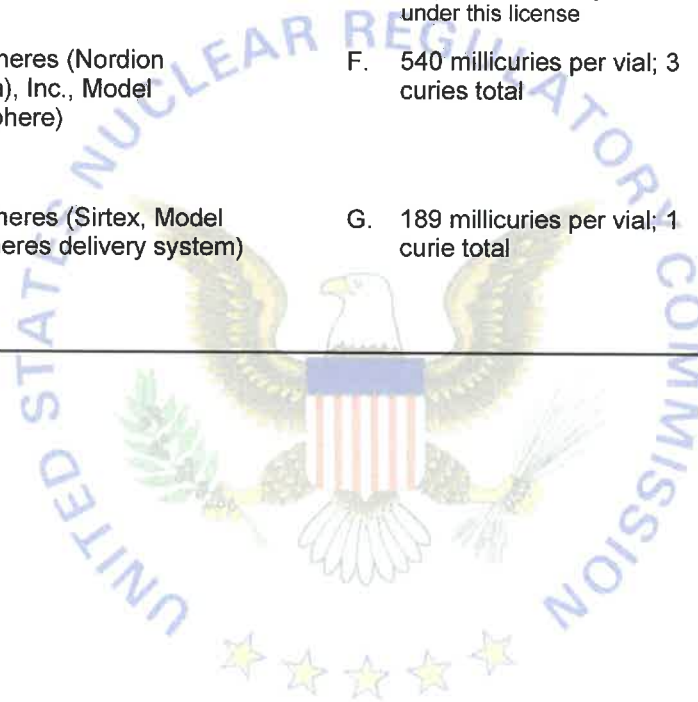 under this license
heres (Nordion
F. 540 millicuries per vial; 3
), Inc., Model
curies total
here)
heres (Sirtex, Model
G. 189 millicuries per vial; 1
eres delivery system)
curie total
UNITED STATES NUCLEAR REGULATORY COMMISSION